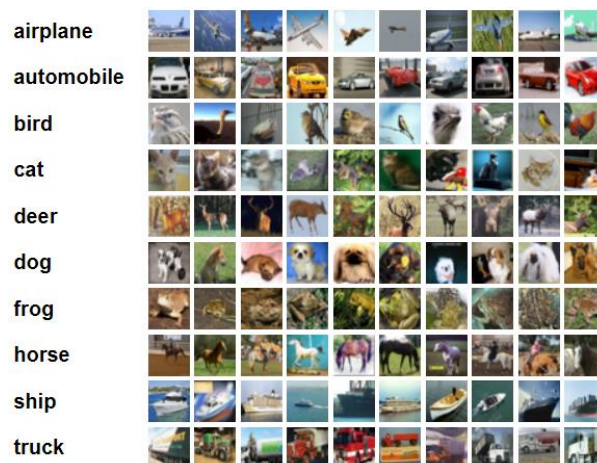 airplane
automobile
bird
cat
deer
dog
frog
horse
ship
truck